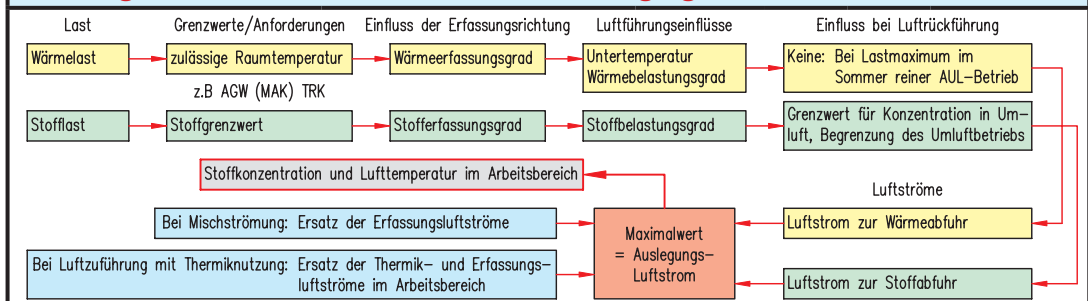 Last
Grenzwerte/Anforderungen
Einfluss der Erfassungsrichtung
Luftführungseinflüsse
Einfluss bei Luftrückführung
Wärmelast
zulässige Raumtemperatur
Wärmeerfassungsgrad
Untertemperatur
Wärmebelastungsgrad
Keine: Bei Lastmaximum im
Sommer reiner AUL-Betrieb
z.B AGW (MAK) TRK
Stofflast
Stoffgrenzwert
Stofferfassungsgrad
Stoffbelastungsgrad
Grenzwert für Konzentration in Um-
luft, Begrenzung des Umluftbetriebs
Stoffkonzentration und Lufttemperatur im Arbeitsbereich
Luftströme
Bei Mischströmung: Ersatz der Erfassungsluftströme
Maximalwert
= Auslegungs-
Luftstrom
Luftstrom zur Wärmeabfuhr
Bei Luftzuführung mit Thermiknutzung: Ersatz der Thermik- und Erfassungs-
luftströme im Arbeitsbereich
Luftstrom zur Stoffabfuhr